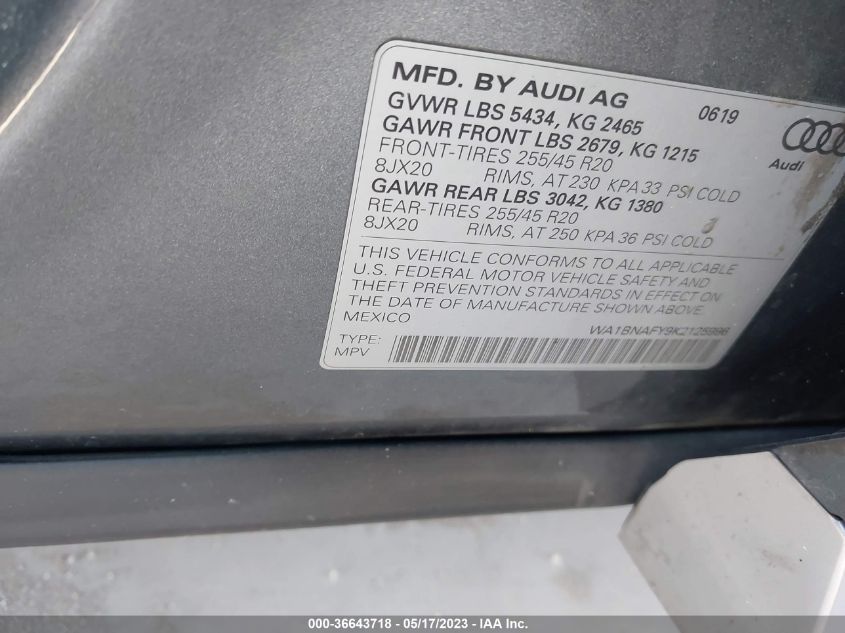 MFD. BY AUDI AG 0619
GVWR LBS 5434, KG 2465
GAWR FRONT LBS 2679, KG 1215
FRONT-TIRES 255/45 R20
8JX20 RIMS, AT 230 KPA 33 PSI COLD
GAWR REAR LBS 3042, KG 1380
REAR-TIRES 255/45 R20
8JX20 RIMS, AT 250 KPA 36 PSI COLD
Audi
THIS VEHICLE CONFORMS TO ALL APPLICABLE
U.S. FEDERAL MOTOR VEHICLE SAFETY AND
THEFT PREVENTION STANDARDS IN EFFECT ON
THE DATE OF MANUFACTURE SHOWN ABOVE.
MEXICO
WA1BNAFY9K2125996
TYPE:
MPV
000-36643718 - 05/17/2023 - IAA Inc.